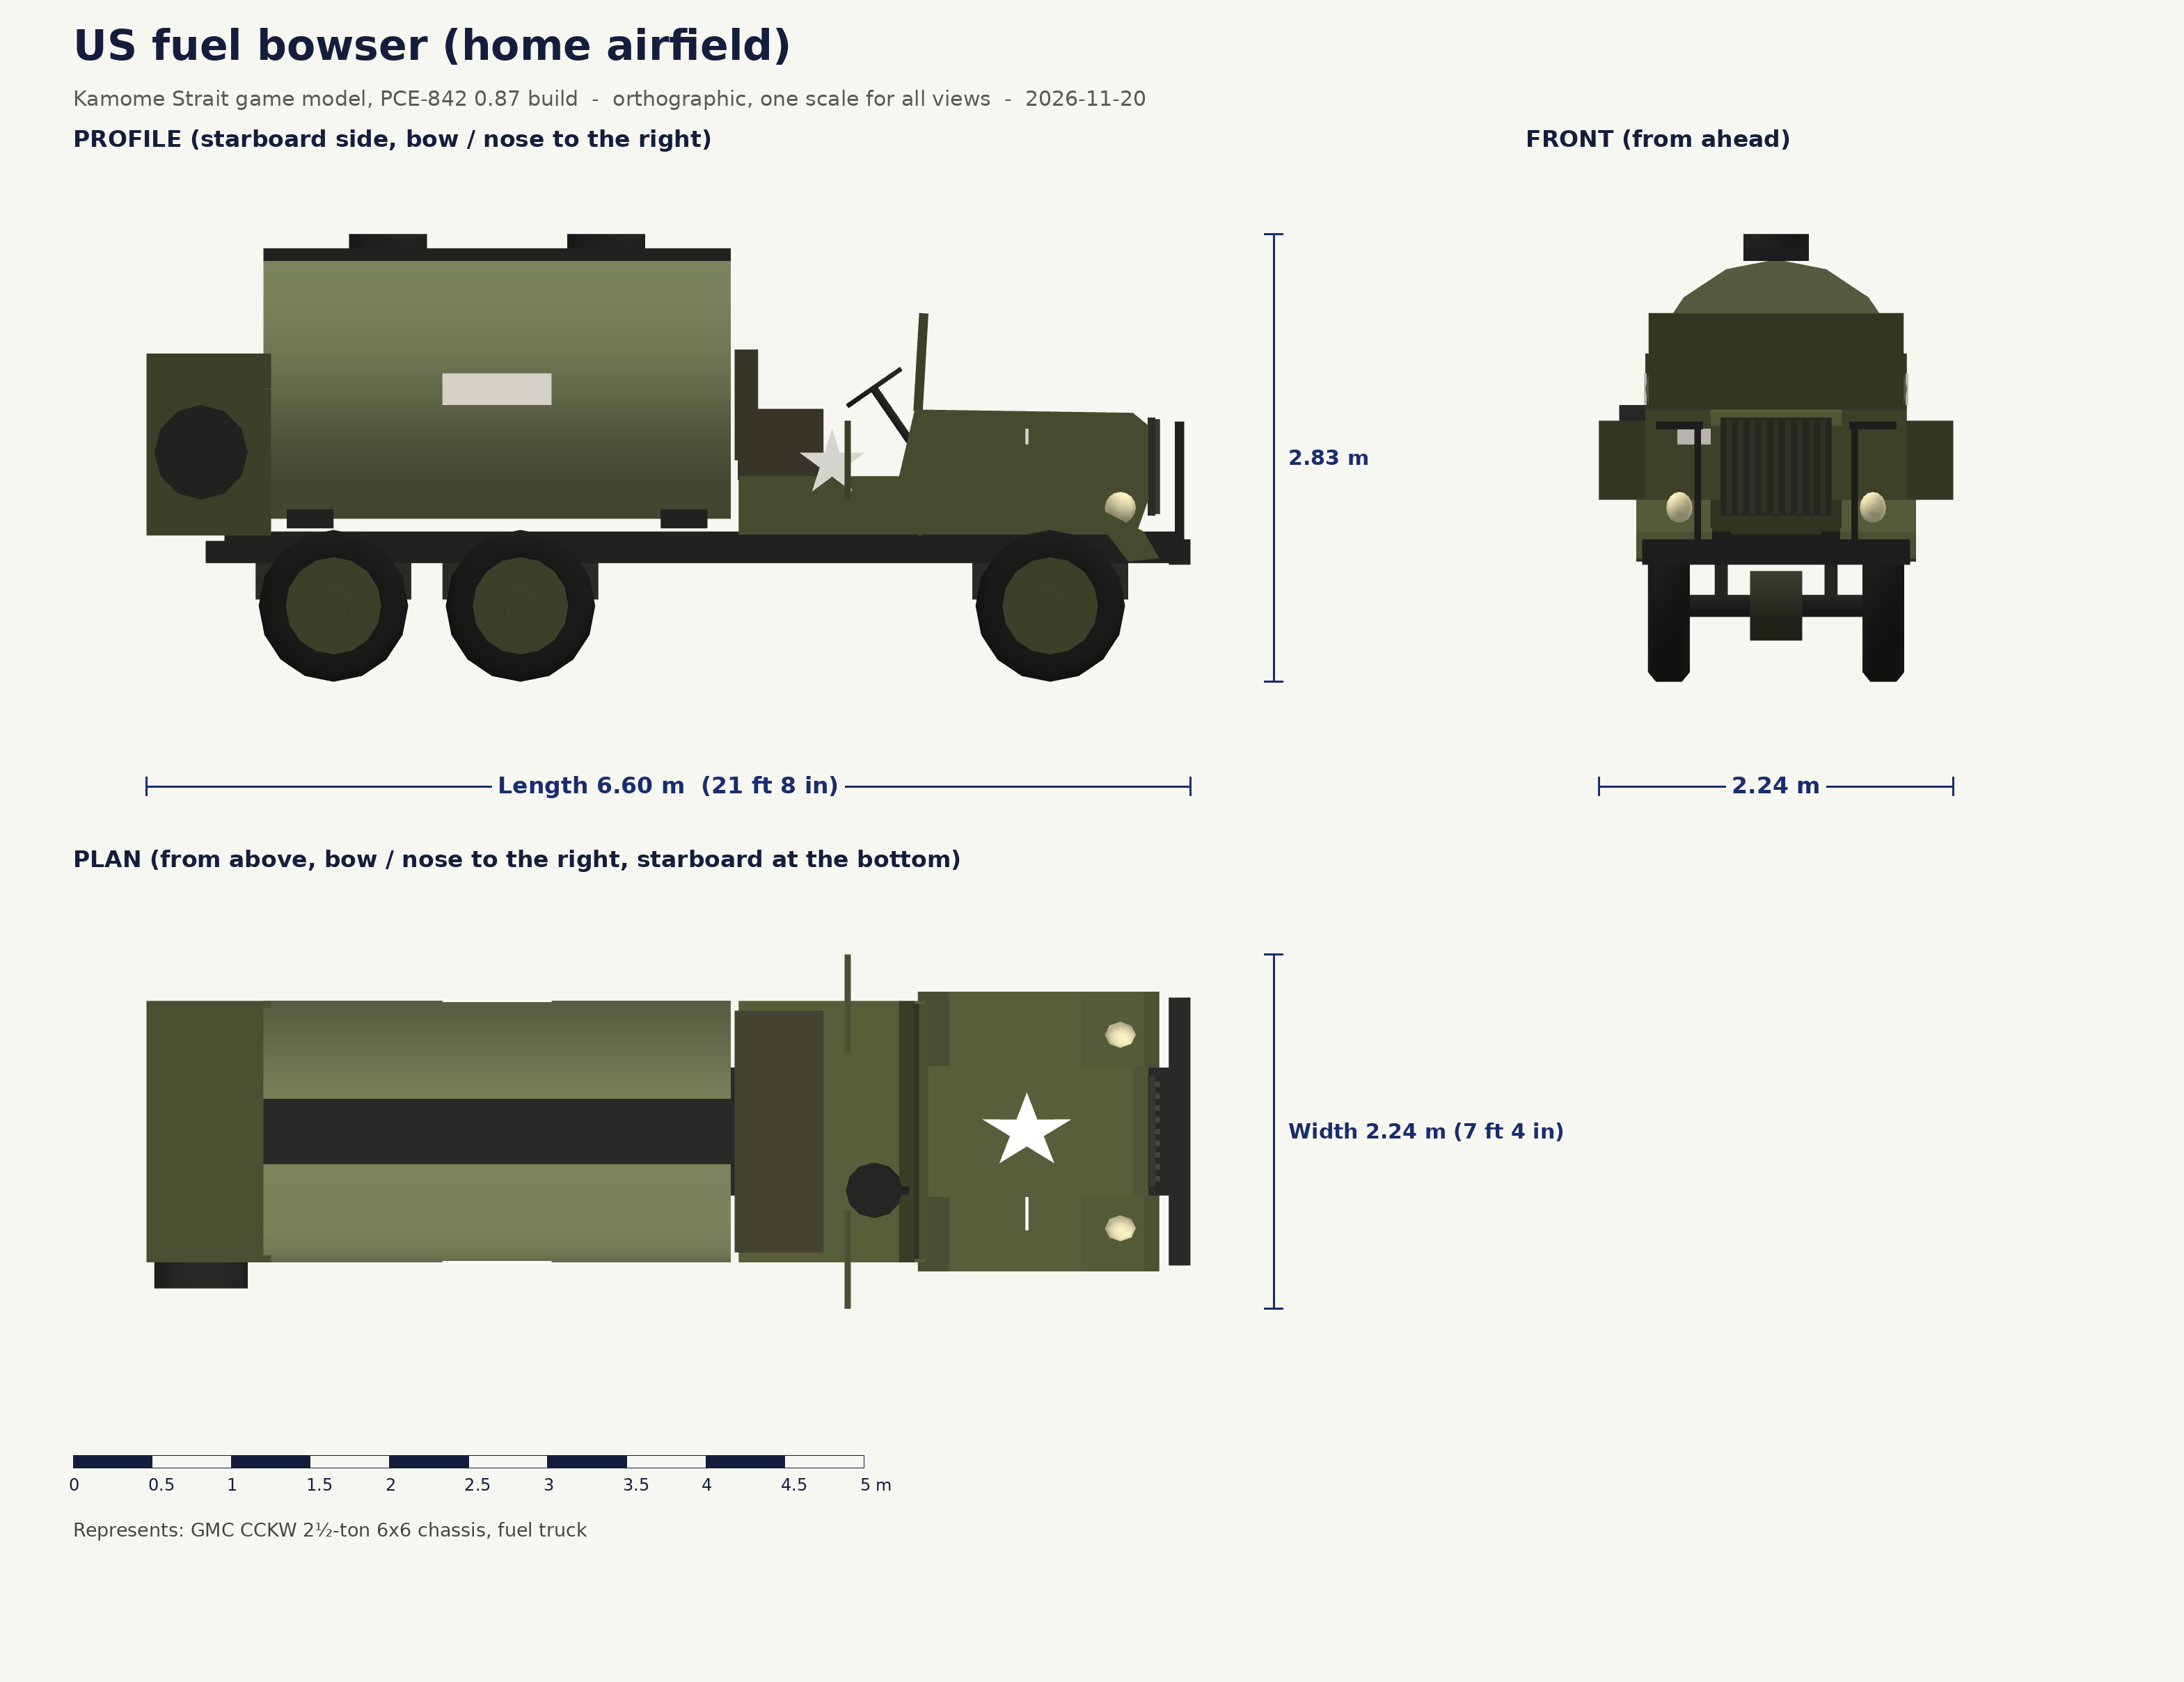 US fuel bowser (home airfield)
Kamome Strait game model, PCE-842 0.87 build - orthographic, one scale for all views - 2026-11-20
PROFILE (starboard side, bow / nose to the right)
FRONT (from ahead)
2.83 m
Length 6.60 m (21 ft 8 in)
2.24 m
PLAN (from above, bow / nose to the right, starboard at the bottom)
Width 2.24 m (7 ft 4 in)
0 0.5 1 1.5 2 2.5 3 3.5 4 4.5 5 m
Represents: GMC CCKW 2½-ton 6x6 chassis, fuel truck